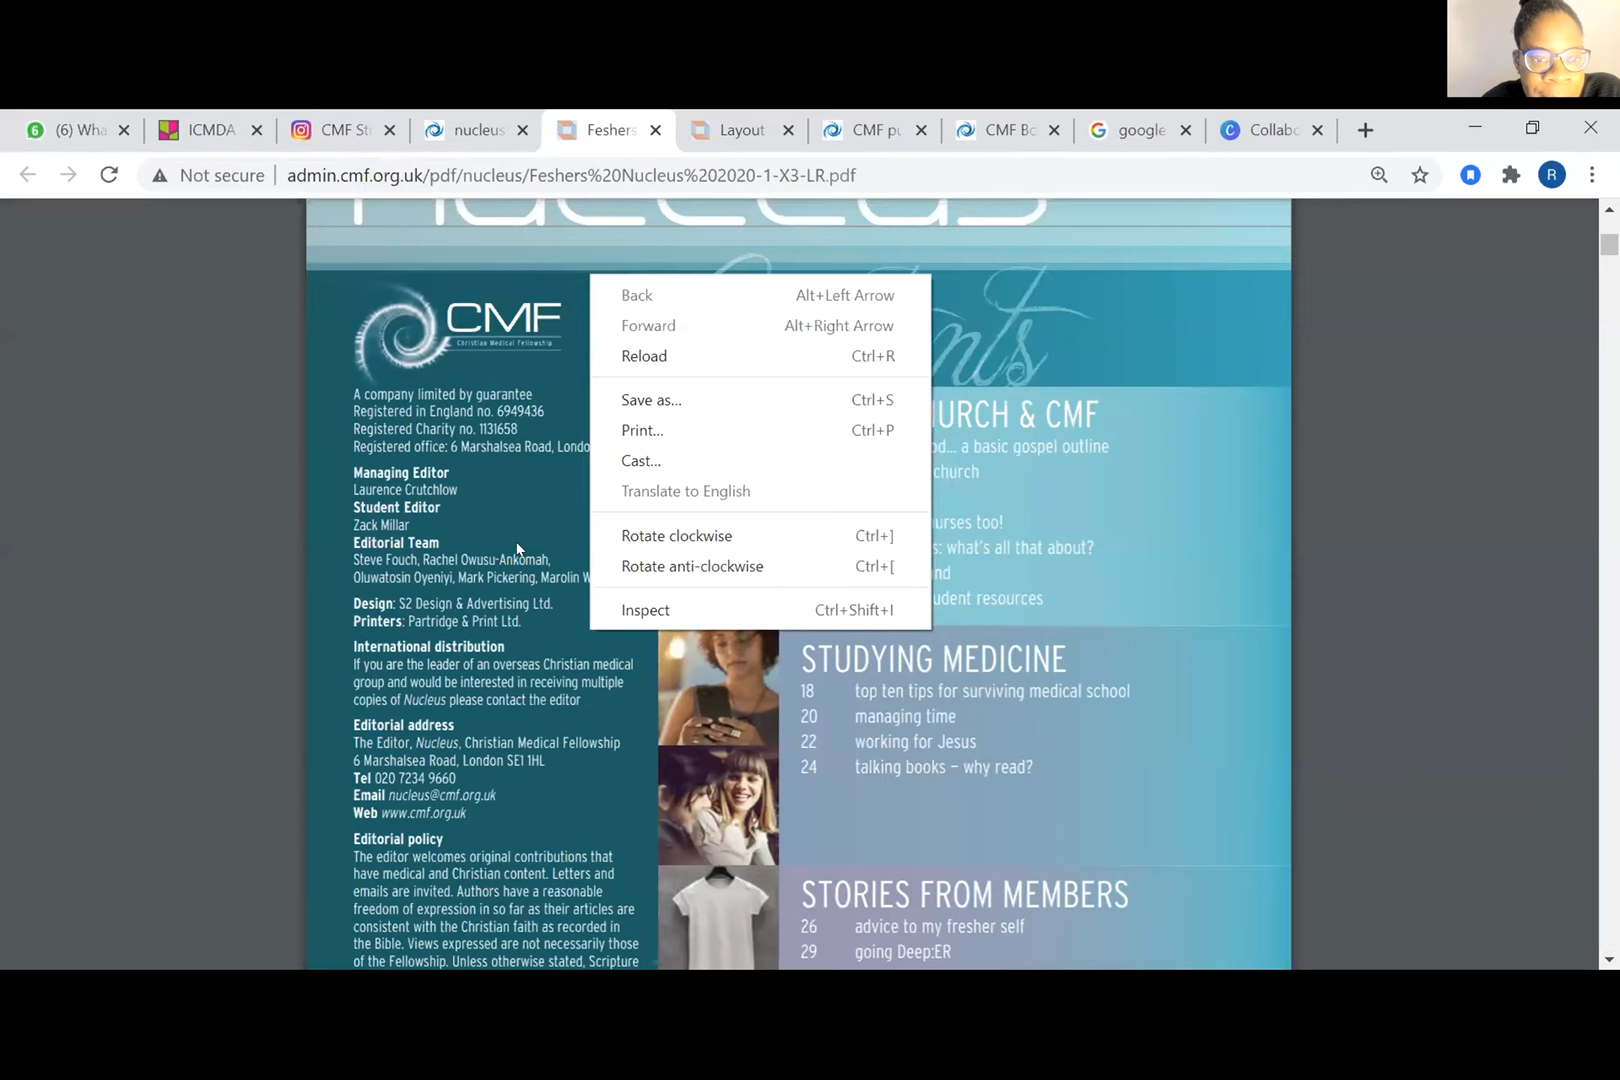 (6) Wha
ICMDA
CMF St
nucleus
Feshers
Layout
CMF pu
CMF Bo
google
Collabo
Not secure
admin.cmf.org.uk/pdf/nucleus/Feshers%20Nucleus%202020-1-X3-LR.pdf
R
nucleus
CMF
Christian Medical Fellowship
A company limited by guarantee
Registered in England no. 6949436
Registered Charity no. 1131658
Registered office: 6 Marshalsea Road, Londo
Managing Editor
Laurence Crutchlow
Student Editor
Zack Millar
Editorial Team
Steve Fouch, Rachel Owusu-Ankomah,
Oluwatosin Oyeniyi, Mark Pickering, Marolin W
Design: S2 Design & Advertising Ltd.
Printers: Partridge & Print Ltd.
International distribution
If you are the leader of an overseas Christian medical
group and would be interested in receiving multiple
copies of Nucleus please contact the editor
Editorial address
The Editor, Nucleus, Christian Medical Fellowship
6 Marshalsea Road, London SE1 1HL
Tel 020 7234 9660
Email nucleus@cmf.org.uk
Web www.cmf.org.uk
Editorial policy
The editor welcomes original contributions that
have medical and Christian content. Letters and
emails are invited. Authors have a reasonable
freedom of expression in so far as their articles are
consistent with the Christian faith as recorded in
the Bible. Views expressed are not necessarily those
of the Fellowship. Unless otherwise stated, Scripture
Back Alt+Left Arrow
Forward Alt+Right Arrow
Reload Ctrl+R
Save as... Ctrl+S
Print... Ctrl+P
Cast...
Translate to English
Rotate clockwise Ctrl+]
Rotate anti-clockwise Ctrl+[
Inspect Ctrl+Shift+I
nts
HURCH & CMF
od... a basic gospel outline
church
urses too!
s: what's all that about?
nd
udent resources
STUDYING MEDICINE
18 top ten tips for surviving medical school
20 managing time
22 working for Jesus
24 talking books – why read?
STORIES FROM MEMBERS
26 advice to my fresher self
29 going Deep:ER